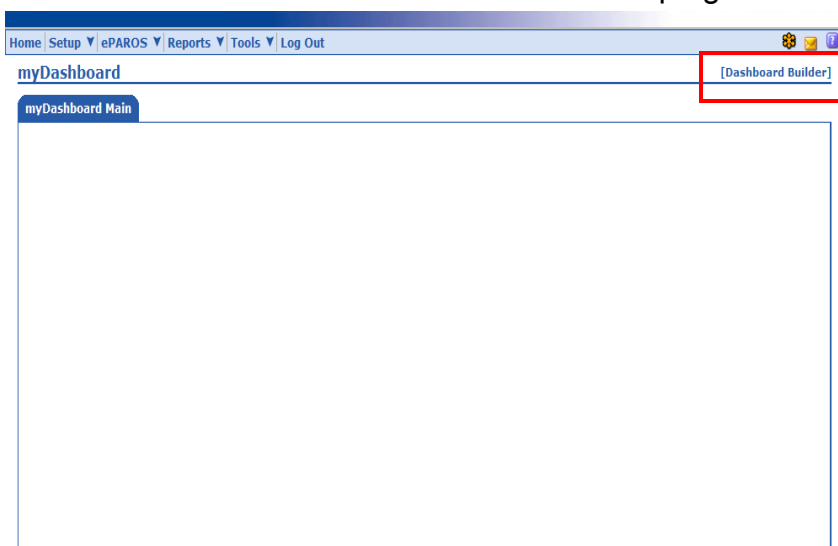 Home Setup ▼ ePAROS ▼ Reports ▼ Tools ▼ Log Out ?
myDashboard [Dashboard Builder]
myDashboard Main